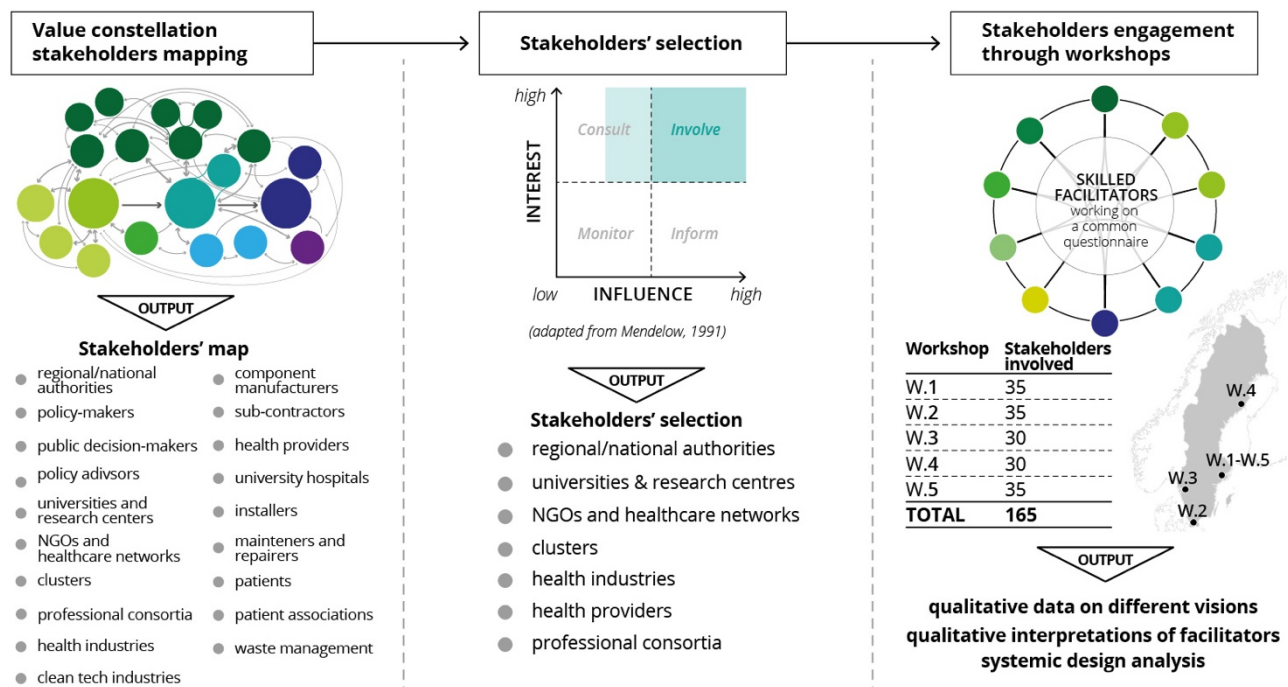 Value constellation
stakeholders mapping
OUTPUT
Stakeholders' map
regional/national
authorities
policy-makers
public decision-makers
policy adivsors
universities and
research centers
NGOs and
healthcare networks
clusters
professional consortia
health industries
clean tech industries
component
manufacturers
sub-contractors
health providers
university hospitals
installers
mainteners and
repairers
patients
patient associations
waste management
Stakeholders' selection
high
Consult
Involve
INTEREST
Monitor
Inform
low
INFLUENCE
high
(adapted from Mendelow, 1991)
OUTPUT
Stakeholders' selection
regional/national authorities
universities & research centres
NGOs and healthcare networks
clusters
health industries
health providers
professional consortia
Stakeholders engagement
through workshops
SKILLED
FACILITATORS
working on
a common
questionnaire
Workshop Stakeholders
involved
W.1 35
W.2 35
W.3 30
W.4 30
W.5 35
TOTAL 165
W.4
W.1-W.5
W.3
W.2
OUTPUT
qualitative data on different visions
qualitative interpretations of facilitators
systemic design analysis